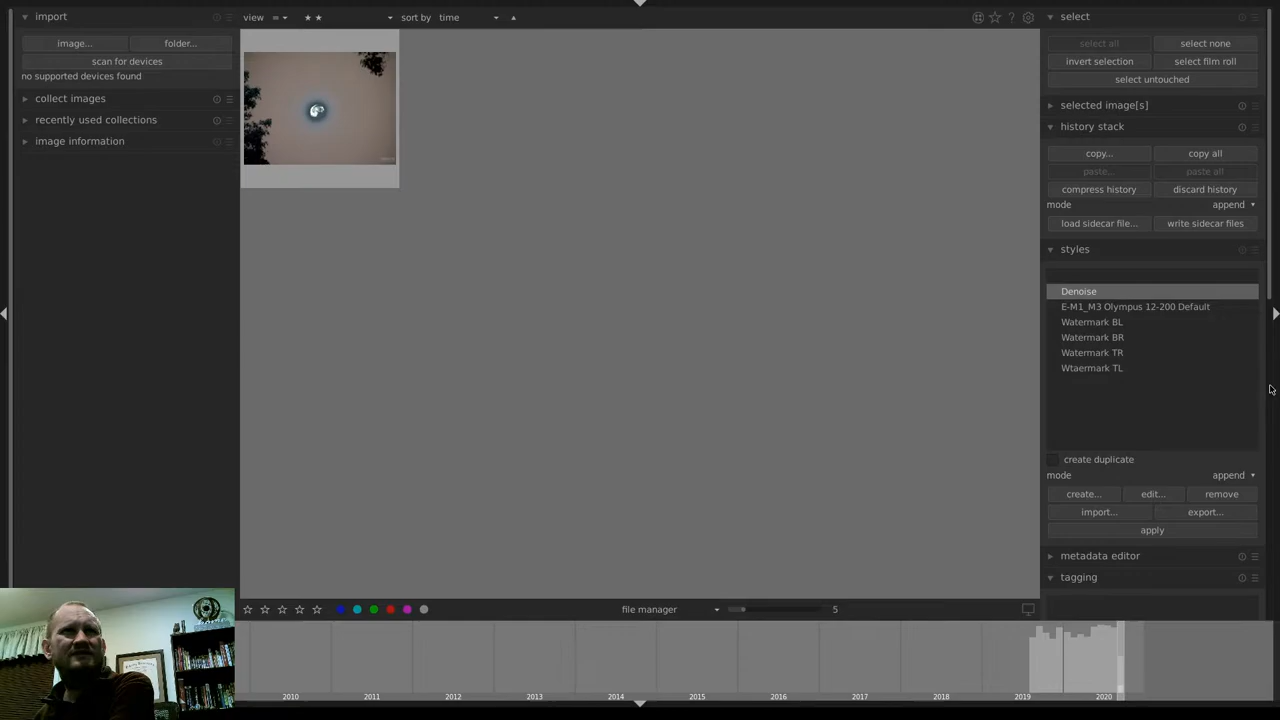 import
view = ★ ★ sort by time
select
image... folder...
select all select none
scan for devices
invert selection select film roll
no supported devices found
select untouched
collect images
selected image[s]
recently used collections
history stack
image information
copy... copy all
paste... paste all
compress history discard history
mode append
load sidecar file... write sidecar files
styles
Denoise
E-M1_M3 Olympus 12-200 Default
Watermark BL
Watermark BR
Watermark TR
Wtaermark TL
create duplicate
mode append
create... edit... remove
import... export...
apply
metadata editor
tagging
file manager 5
2010 2011 2012 2013 2014 2015 2016 2017 2018 2019 2020